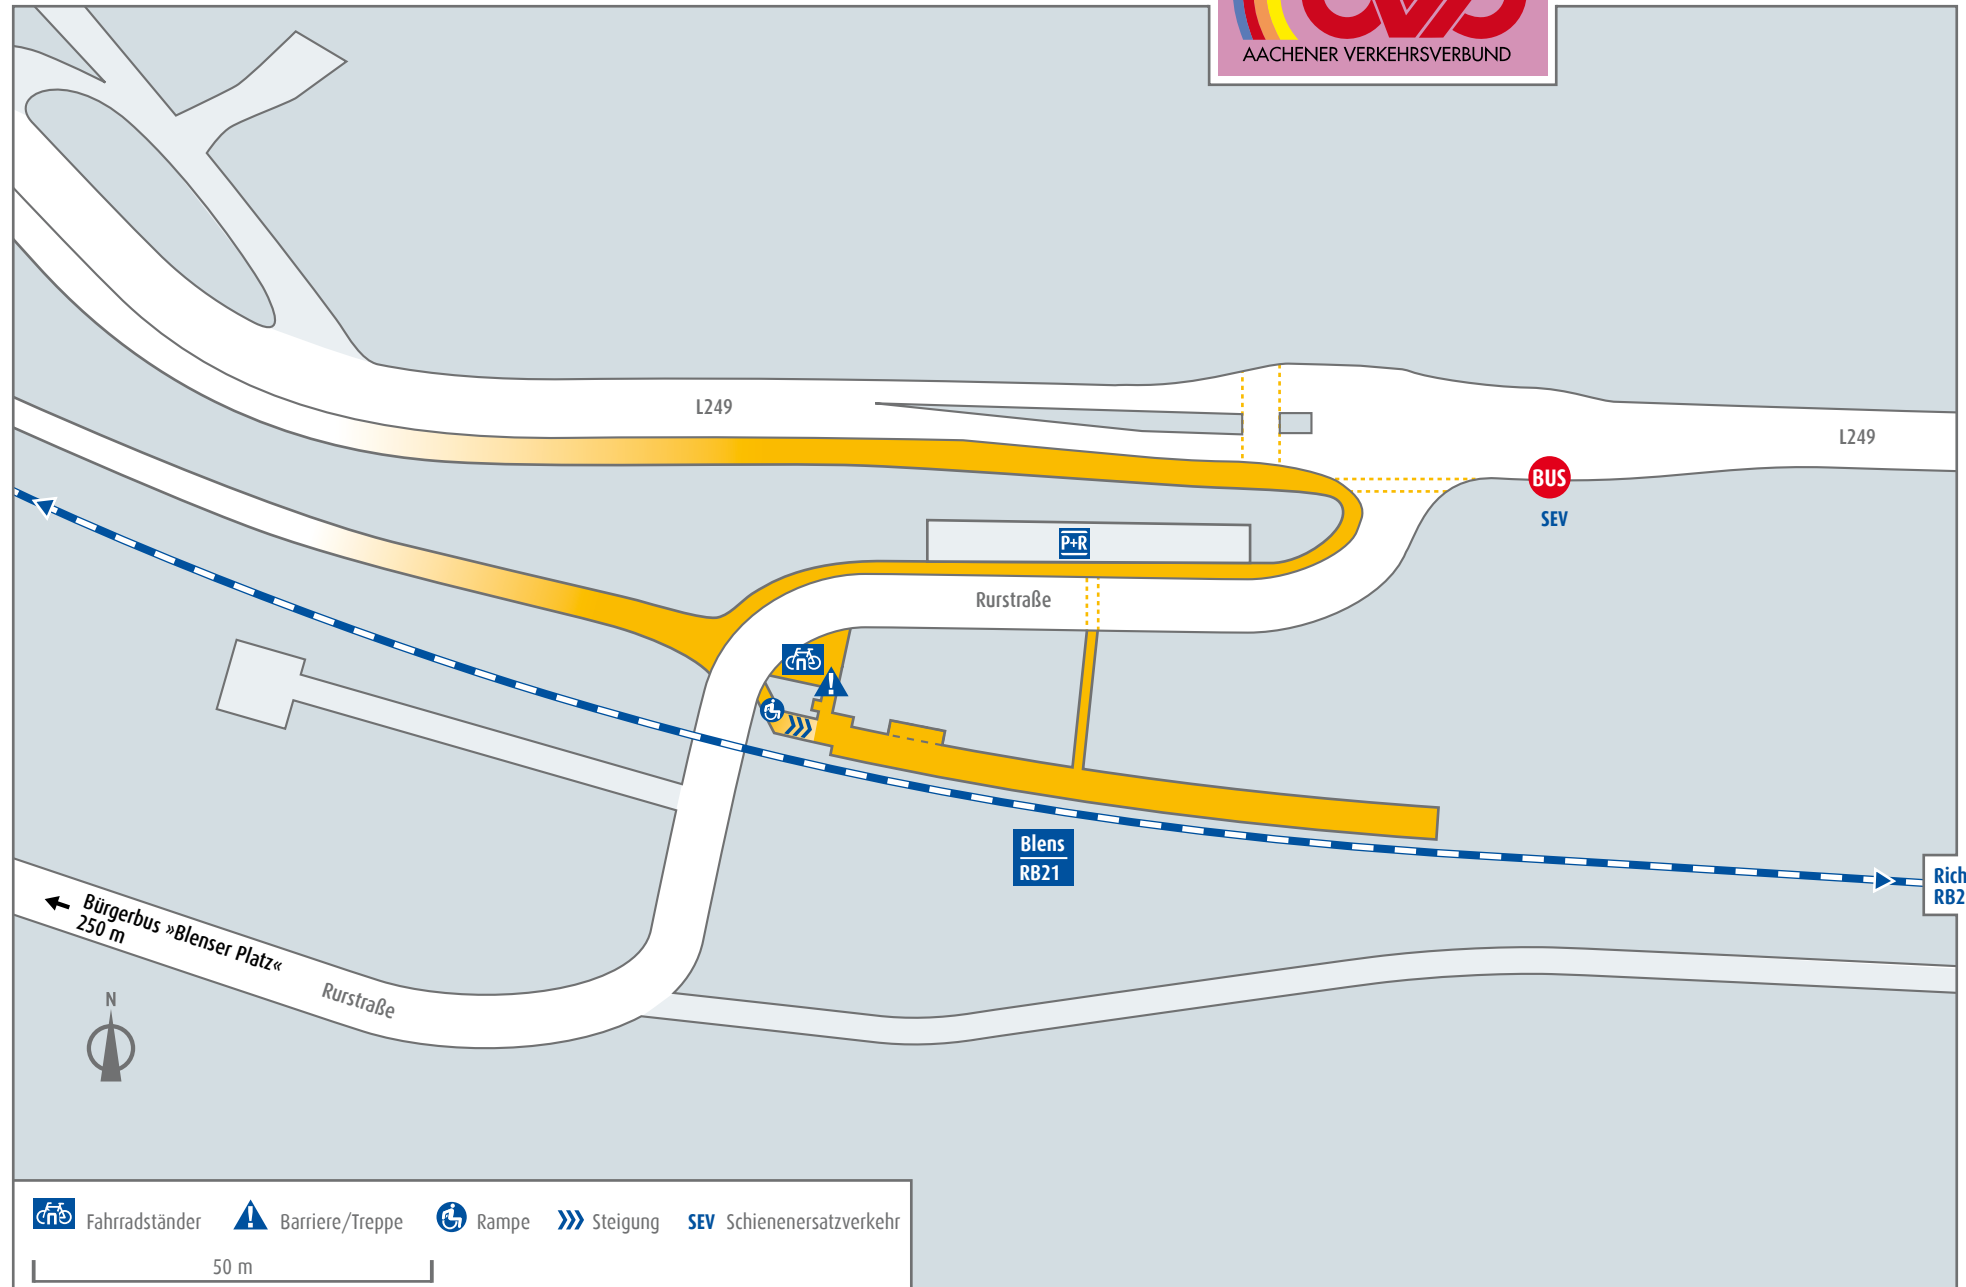 AACHENER VERKEHRSVERBUND
L249
L249
BUS
SEV
P+R
Rurstraße
Blens
RB21
Bürgerbus »Blenser Platz«
250 m
Rurstraße
N
Fahrradständer
Barriere/Treppe
Rampe
Steigung
SEV Schienenersatzverkehr
50 m